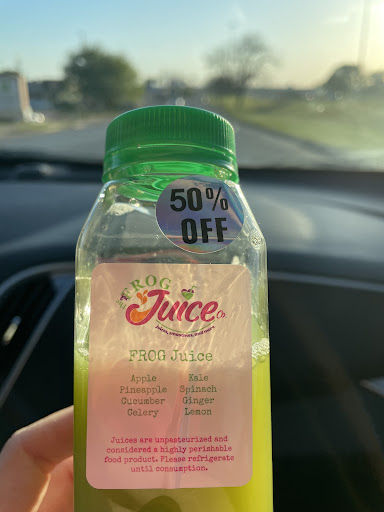 50%
OFF
FROG
Juice Co.
FROG Juice
Apple Kale
Pineapple Spinach
Cucumber Ginger
Celery Lemon
Juices are unpasteurized and
considered a highly perishable
food product. Please refrigerate
until consumption.